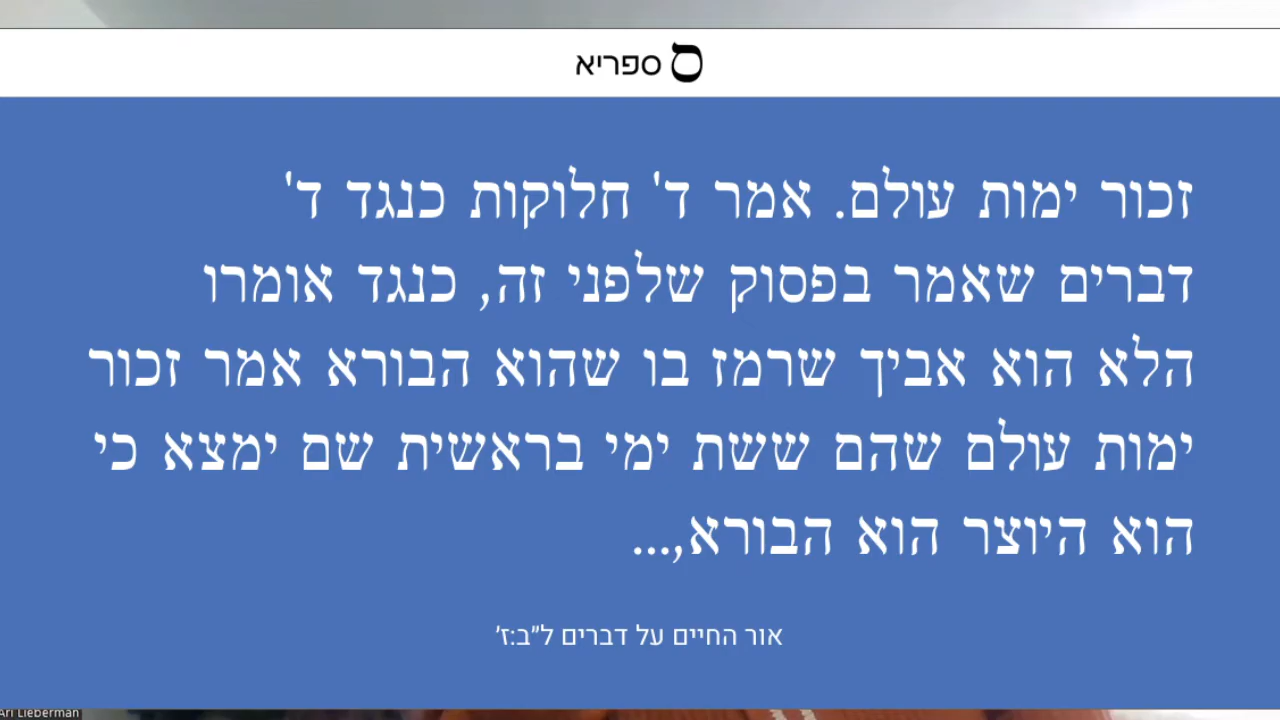 ס ספריא
זכור ימות עולם. אמר ד' חלוקות כנגד ד'
דברים שאמר בפסוק שלפני זה, כנגד אומרו
הלא הוא אביך שרמז בו שהוא הבורא אמר זכור
ימות עולם שהם ששת ימי בראשית שם ימצא כי
הוא היוצר הוא הבורא,...
אור החיים על דברים ל״ב:ז׳
Ari Lieberman